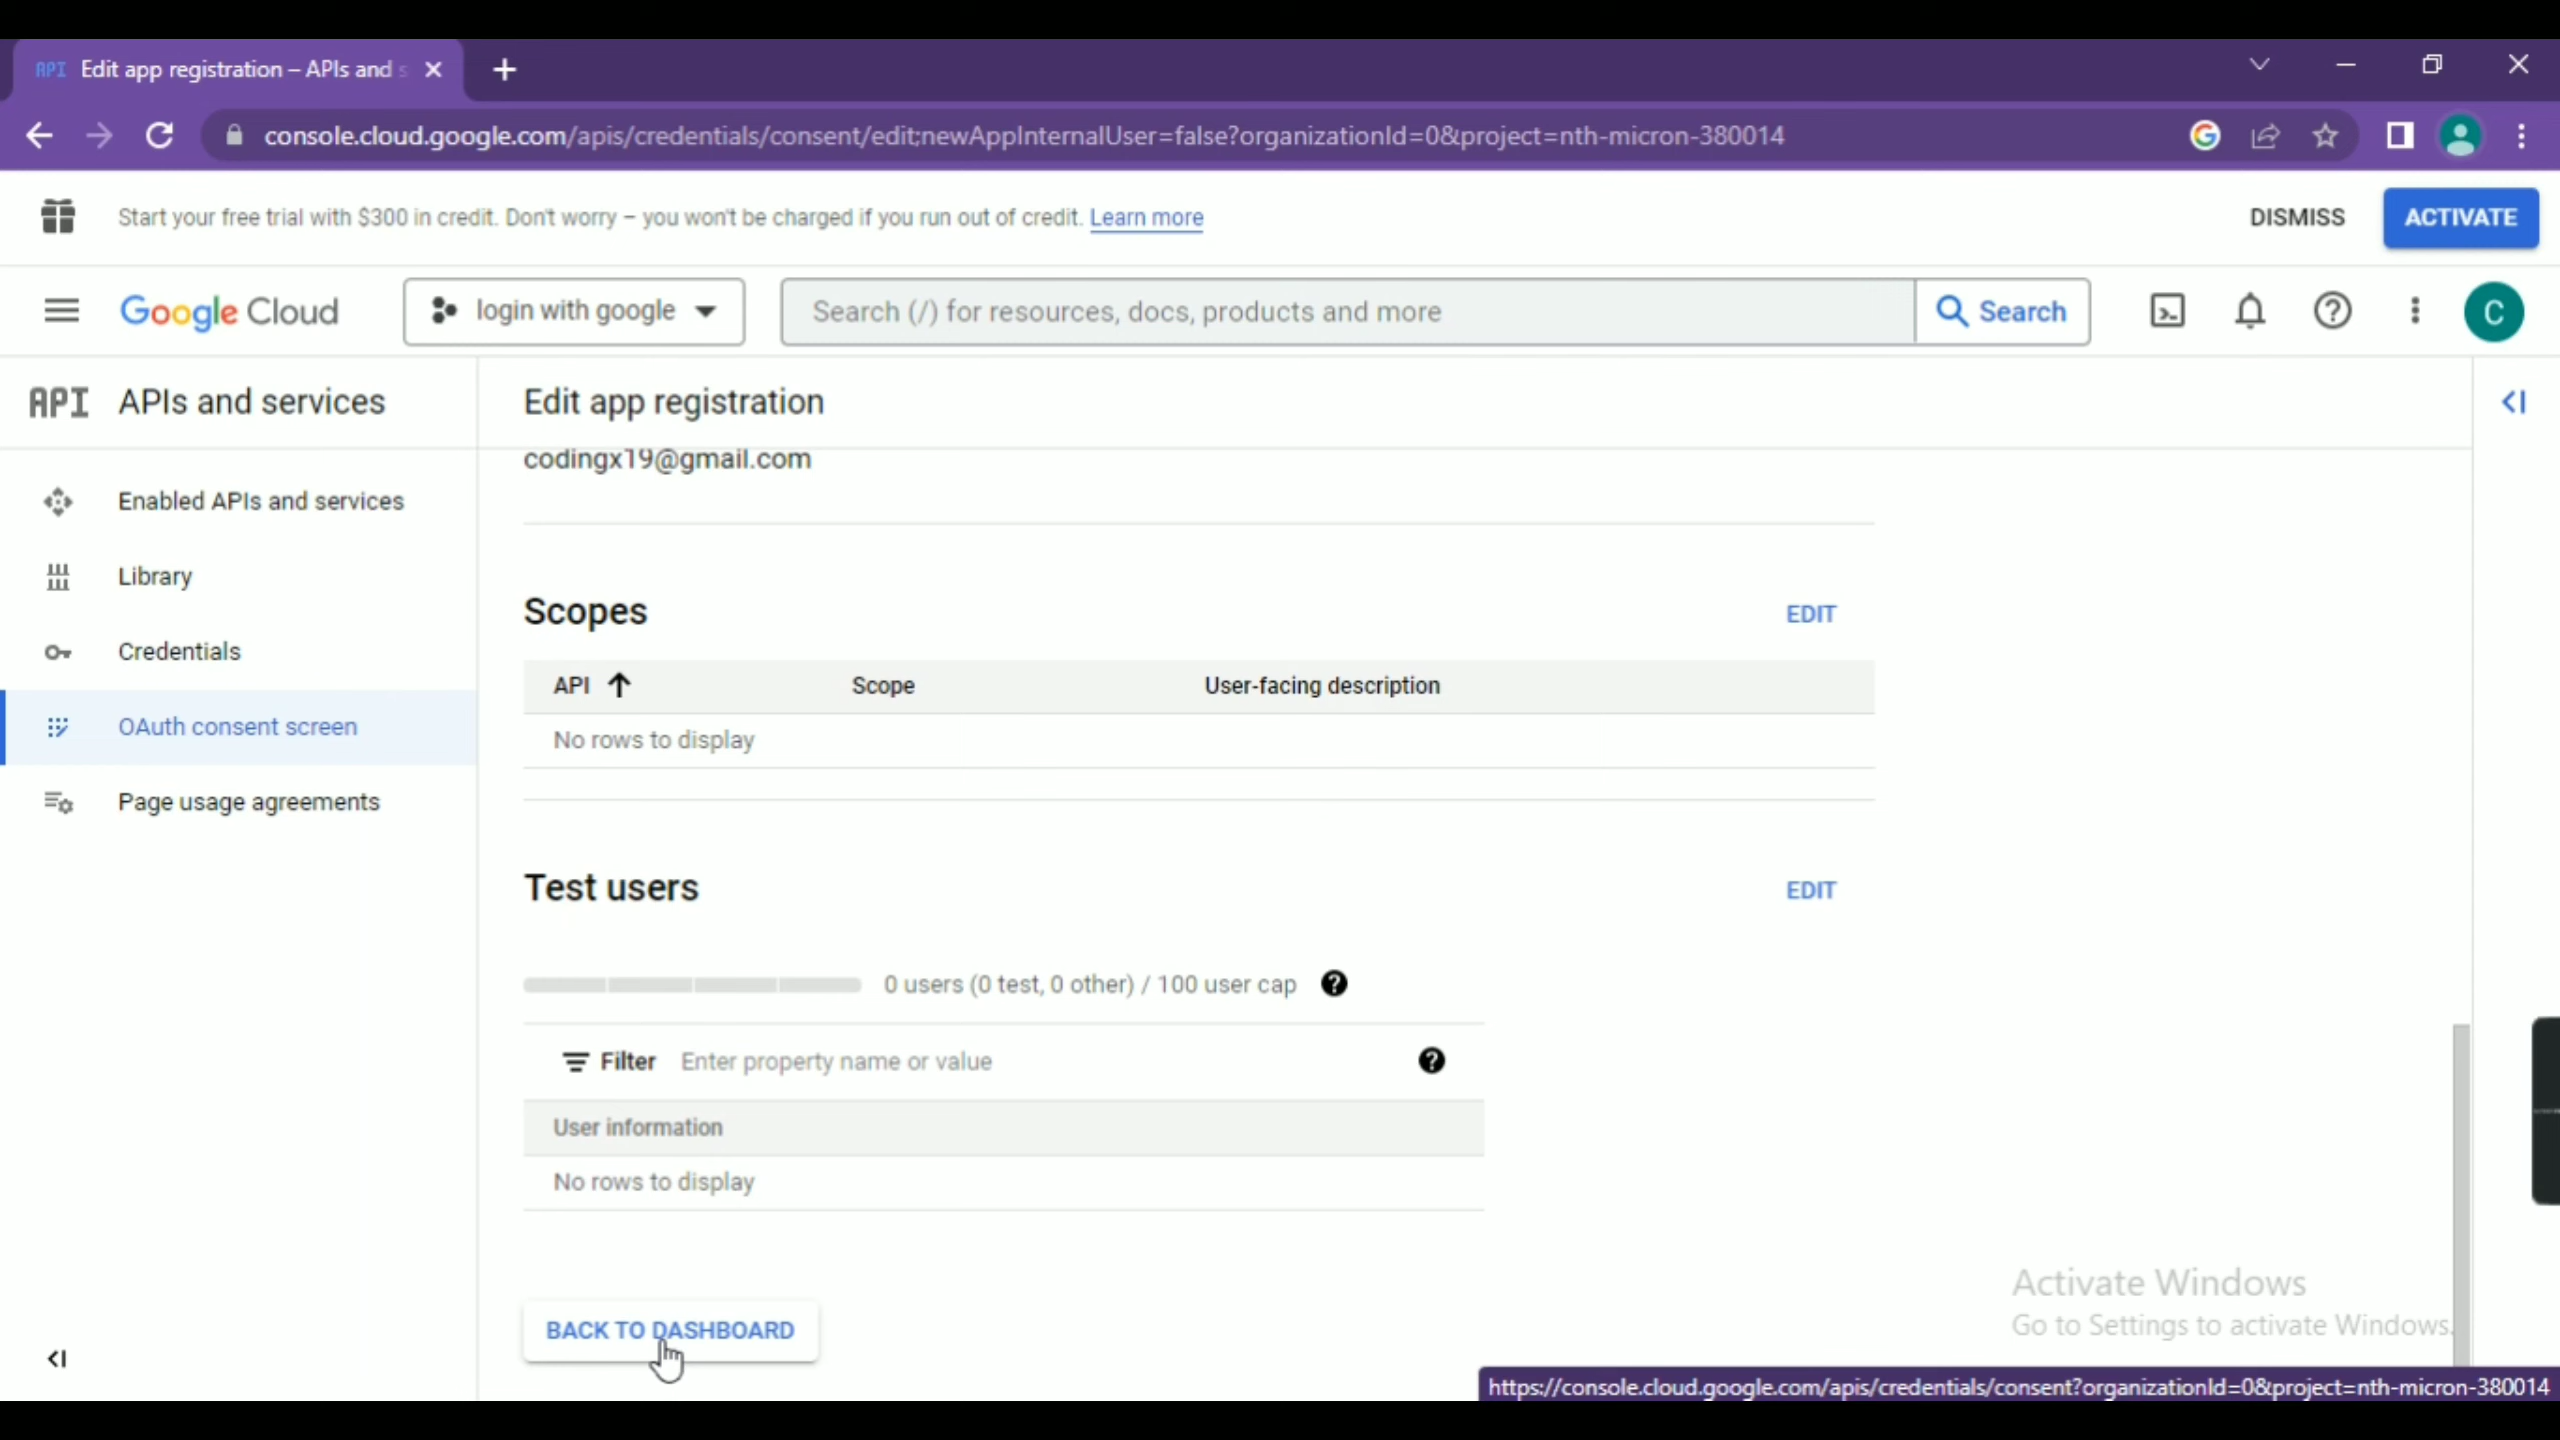 API Edit app registration – APIs and s
console.cloud.google.com/apis/credentials/consent/edit;newAppInternalUser=false?organizationId=0&project=nth-micron-380014
Start your free trial with $300 in credit. Don't worry – you won't be charged if you run out of credit. Learn more
DISMISS
ACTIVATE
Google Cloud
login with google
Search (/) for resources, docs, products and more
Search
C
API APIs and services
Edit app registration
codingx19@gmail.com
Enabled APIs and services
Library
Credentials
OAuth consent screen
Page usage agreements
Scopes
EDIT
API Scope User-facing description
No rows to display
Test users
EDIT
0 users (0 test, 0 other) / 100 user cap
Filter Enter property name or value
User information
No rows to display
BACK TO DASHBOARD
Activate Windows
Go to Settings to activate Windows.
https://console.cloud.google.com/apis/credentials/consent?organizationId=0&project=nth-micron-380014